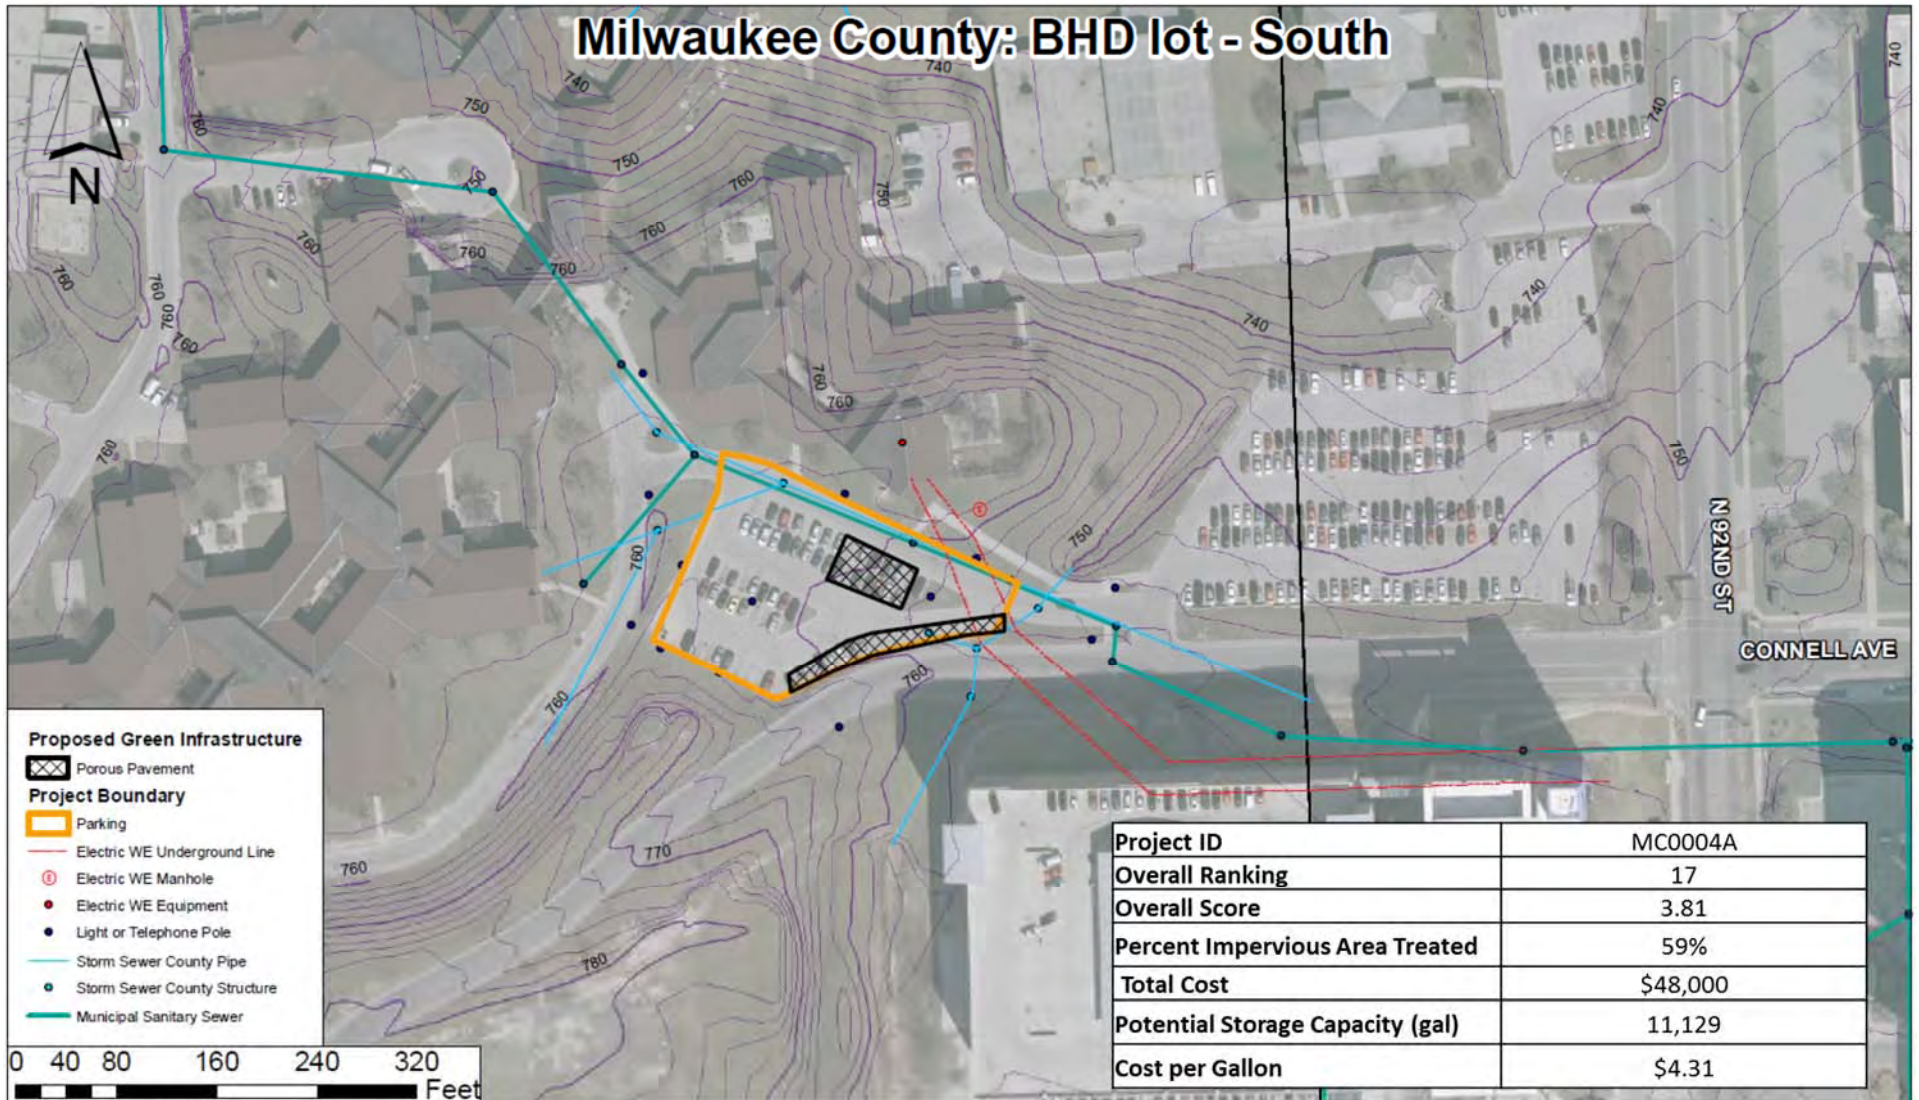 Milwaukee County: BHD lot - South
740
740
740
750
740
N
760
750
750
750
760
750
760
760
760
760
760
760
760
760
740
740
760
760
760
750
750
760
N 92ND ST
760
760
CONNELL AVE
760
770
780
Proposed Green Infrastructure
Porous Pavement
Project Boundary
Parking
Electric WE Underground Line
E Electric WE Manhole
Electric WE Equipment
Light or Telephone Pole
Storm Sewer County Pipe
Storm Sewer County Structure
Municipal Sanitary Sewer
0 40 80 160 240 320
Feet
Project ID MC0004A
Overall Ranking 17
Overall Score 3.81
Percent Impervious Area Treated 59%
Total Cost $48,000
Potential Storage Capacity (gal) 11,129
Cost per Gallon $4.31